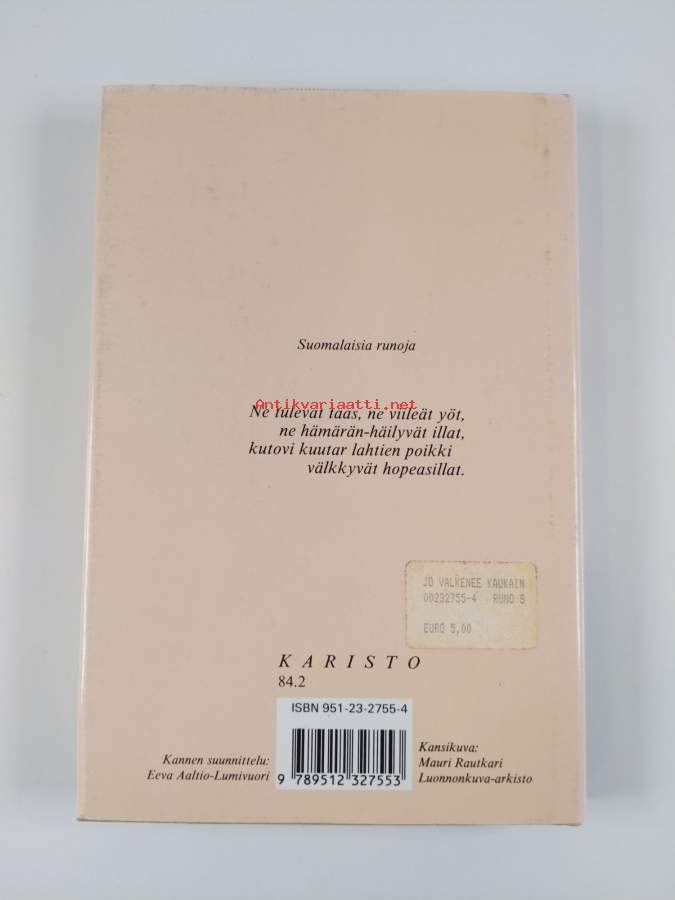 Suomalaisia runoja
Antikvariaatti.net
Ne tulevat taas, ne viileät yöt,
ne hämärän-häilyvät illat,
kutovi kuutar lahtien poikki
välkkyvät hopeasillat.
JO VALKENEE KAUKAIN
00232755-4 RUNO S
EURO 5,00
KARISTO
84.2
ISBN 951-23-2755-4
9 789512 327553
Kannen suunnittelu:
Eeva Aaltio-Lumivuori
Kansikuva:
Mauri Rautkari
Luonnonkuva-arkisto